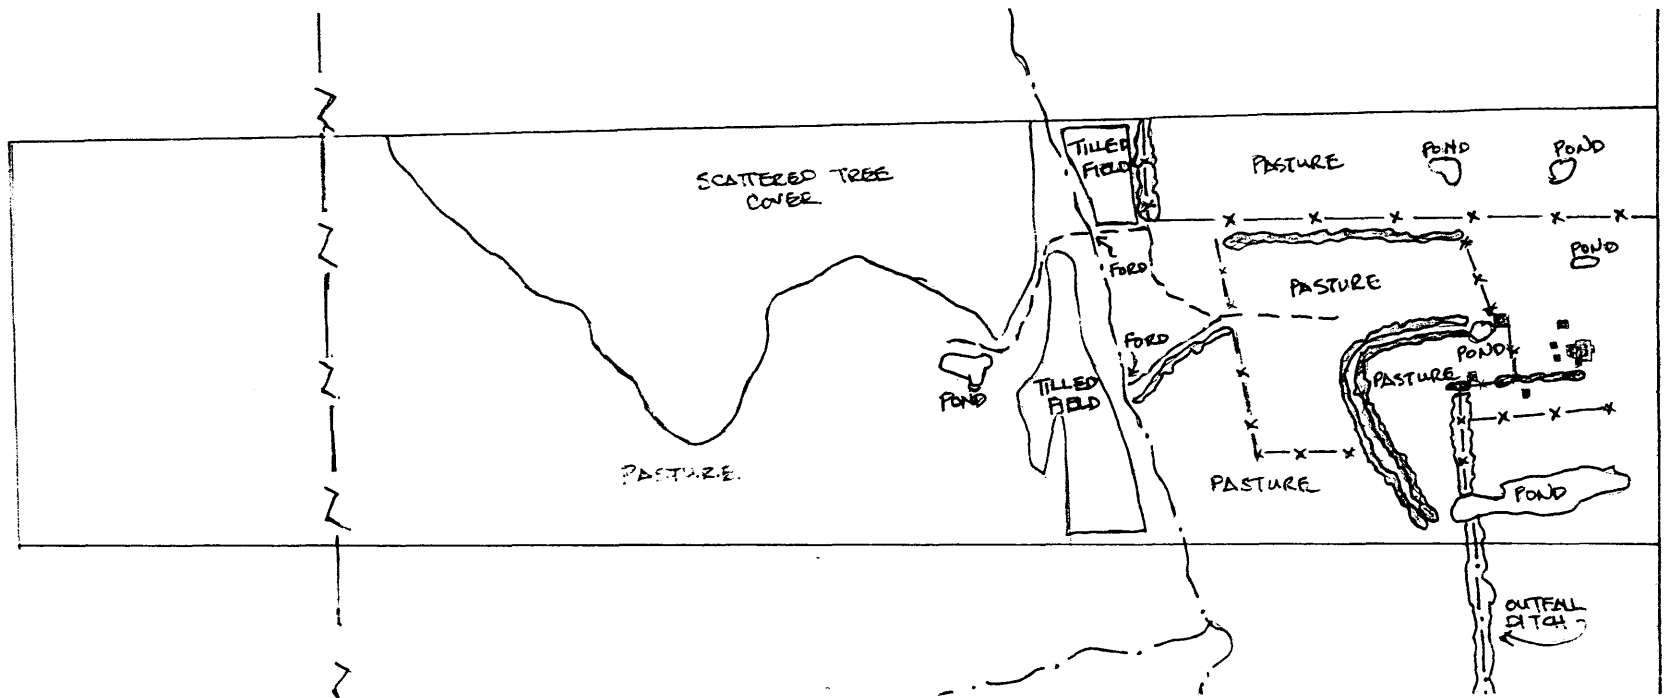 SCATTERED TREE
COVER
TILLED
FIELD
PASTURE
POND
POND
FORD
PASTURE
POND
FORD
POND
PASTURE
POND
TILLED
FIELD
PASTURE
PASTURE
POND
OUTFALL
DITCH